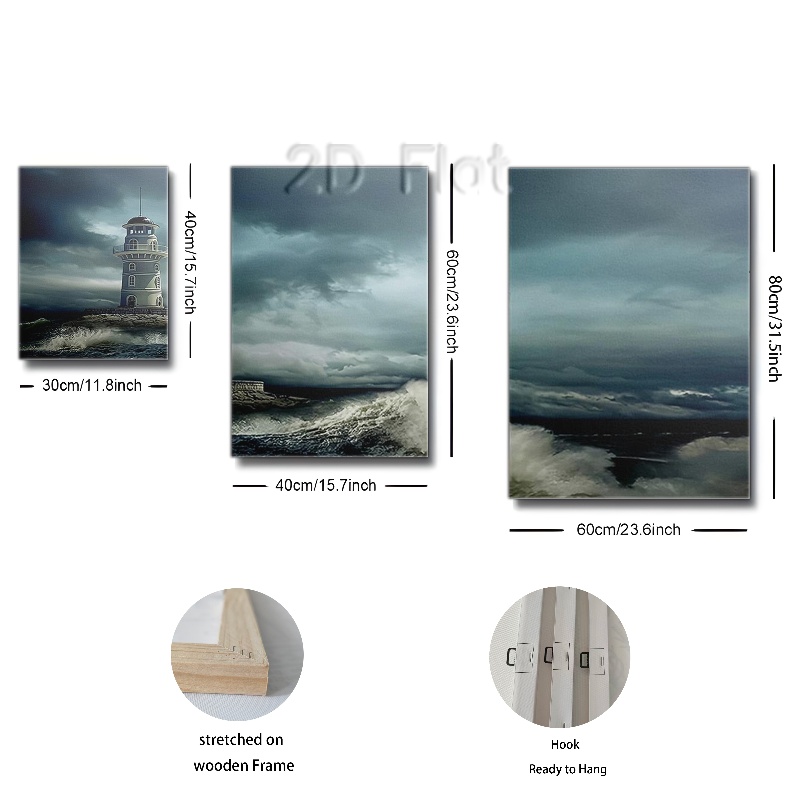 2D Flat
40cm/15.7inch
30cm/11.8inch
60cm/23.6inch
40cm/15.7inch
80cm/31.5inch
60cm/23.6inch
stretched on
wooden Frame
Hook
Ready to Hang